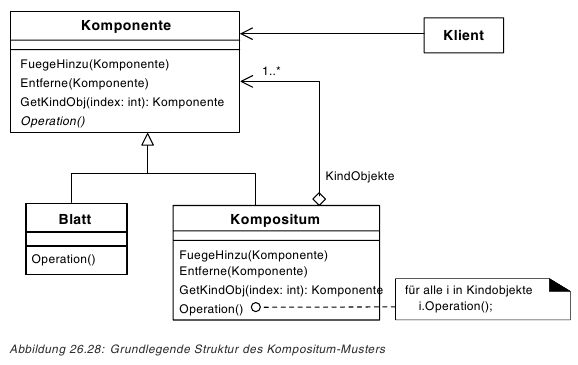 Komponente
FuegeHinzu(Komponente)
Entferne(Komponente)
GetKindObj(index: int): Komponente
Operation()
Klient
1..*
KindObjekte
Blatt
Operation()
Kompositum
FuegeHinzu(Komponente)
Entferne(Komponente)
GetKindObj(index: int): Komponente
Operation()
für alle i in Kindobjekte
i.Operation();
Abbildung 26.28: Grundlegende Struktur des Kompositum-Musters